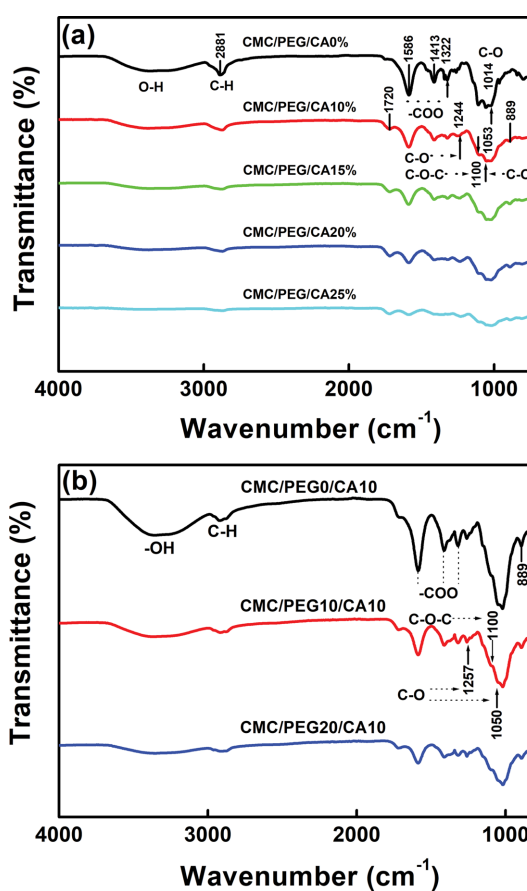 (a)
CMC/PEG/CA0%
2881
1586
1413
1322
C-O
1014
O-H
C-H
-COO
1720
1244
1053
889
CMC/PEG/CA10%
C-O
C-O-C
1100
C-O
CMC/PEG/CA15%
CMC/PEG/CA20%
CMC/PEG/CA25%
Transmittance (%)
4000 3000 2000 1000
Wavenumber (cm⁻¹)
(b)
CMC/PEG0/CA10
-OH
C-H
-COO
889
C-O-C
1100
CMC/PEG10/CA10
1257
C-O
1050
CMC/PEG20/CA10
Transmittance (%)
4000 3000 2000 1000
Wavenumber (cm⁻¹)